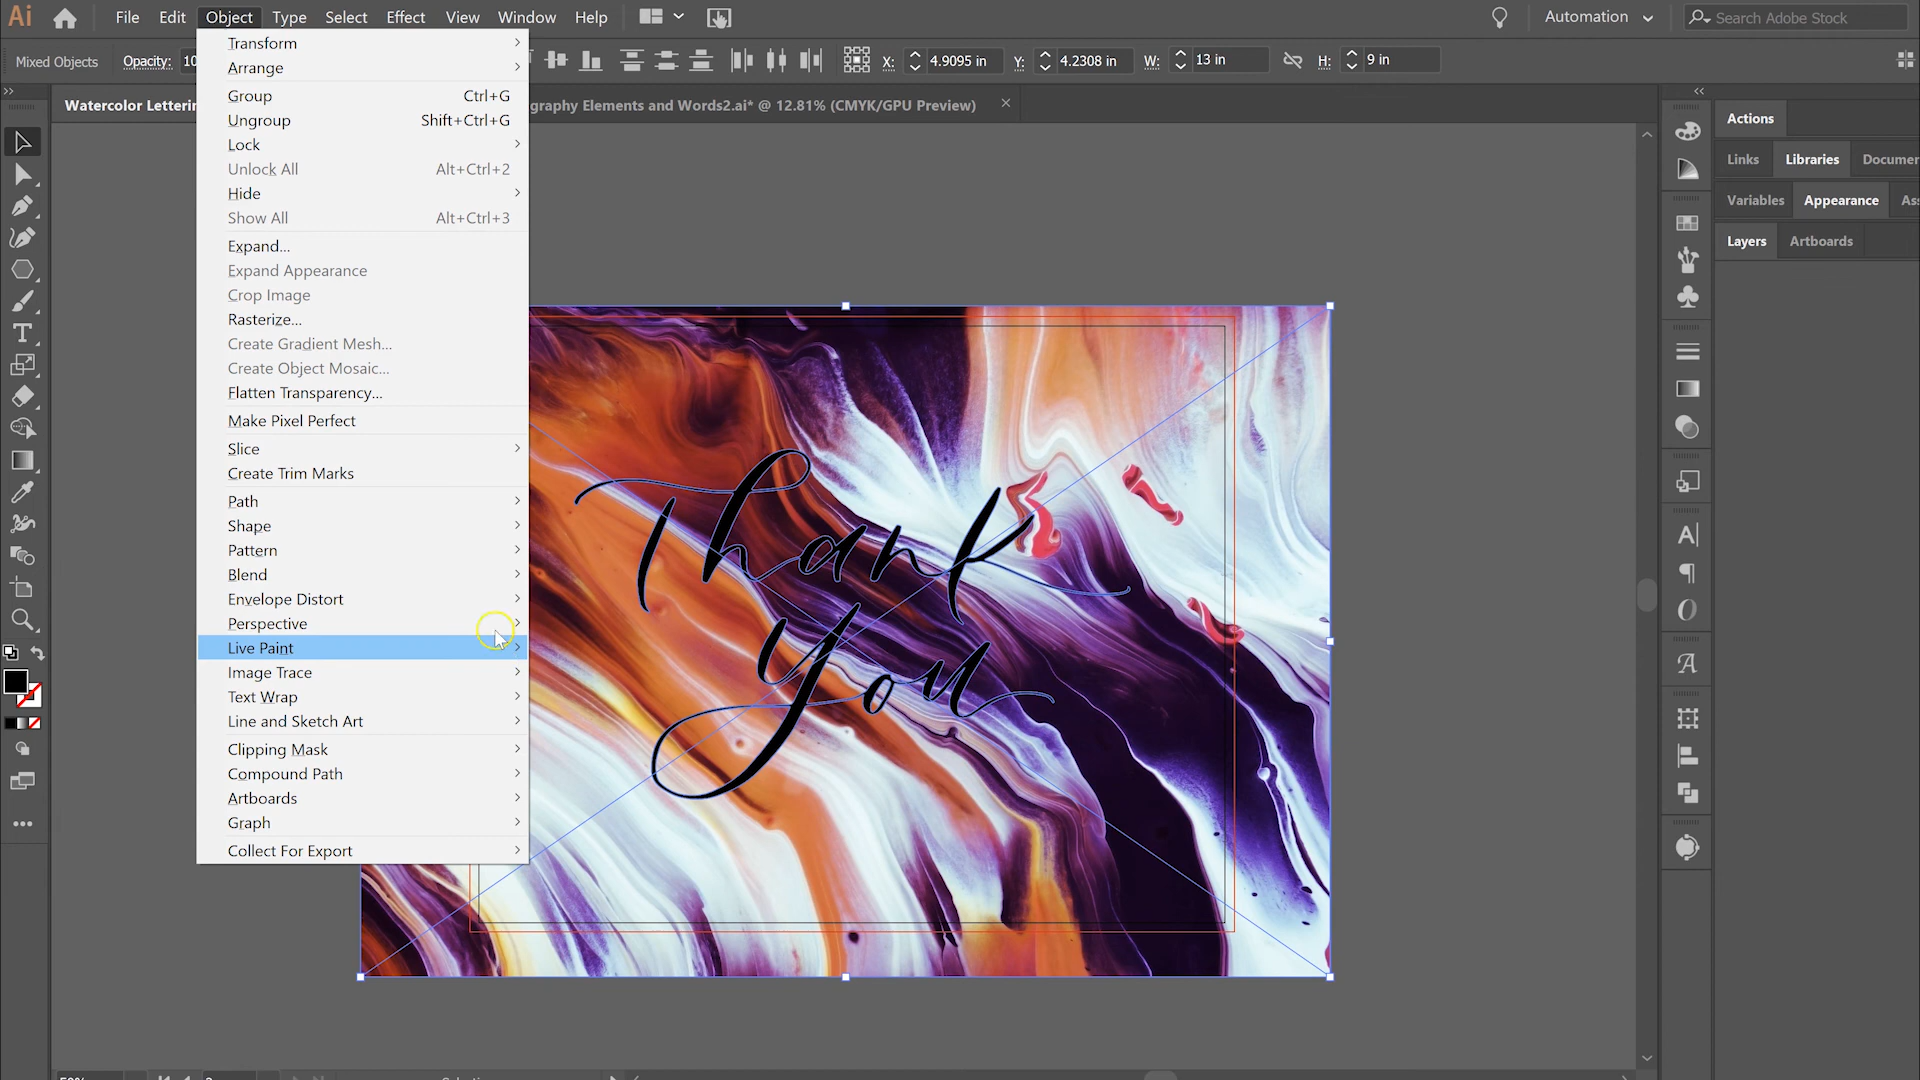 Ai File Edit Object Type Select Effect View Window Help Automation Search Adobe Stock
Mixed Objects Opacity: 10 X: 4.9095 in Y: 4.2308 in W: 13 in H: 9 in
Watercolor Letterin graphy Elements and Words2.ai* @ 12.81% (CMYK/GPU Preview)
Transform
Arrange
Group Ctrl+G
Ungroup Shift+Ctrl+G
Lock
Unlock All Alt+Ctrl+2
Hide
Show All Alt+Ctrl+3
Expand...
Expand Appearance
Crop Image
Rasterize...
Create Gradient Mesh...
Create Object Mosaic...
Flatten Transparency...
Make Pixel Perfect
Slice
Create Trim Marks
Path
Shape
Pattern
Blend
Envelope Distort
Perspective
Live Paint
Image Trace
Text Wrap
Line and Sketch Art
Clipping Mask
Compound Path
Artboards
Graph
Collect For Export
Thank
You
Actions
Links Libraries Documen
Variables Appearance Ass
Layers Artboards